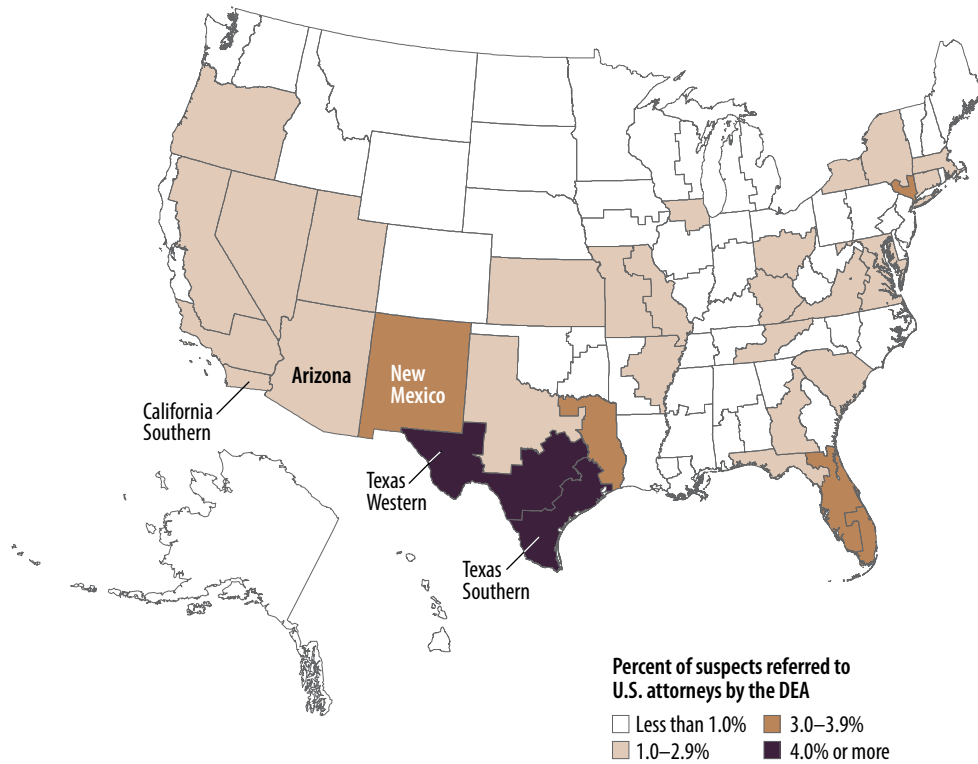 Arizona
New
Mexico
California
Southern
Texas
Western
Texas
Southern
Percent of suspects referred to
U.S. attorneys by the DEA
Less than 1.0%
3.0–3.9%
1.0–2.9%
4.0% or more